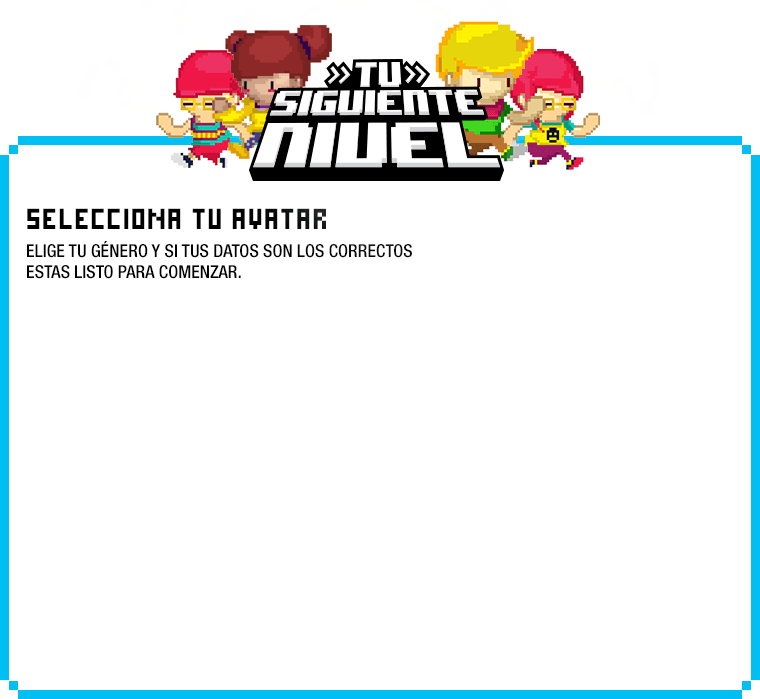 »TU»
SIGUIENTE
NIVEL
SELECCIONA TU AVATAR
ELIGE TU GÉNERO Y SI TUS DATOS SON LOS CORRECTOS
ESTAS LISTO PARA COMENZAR.